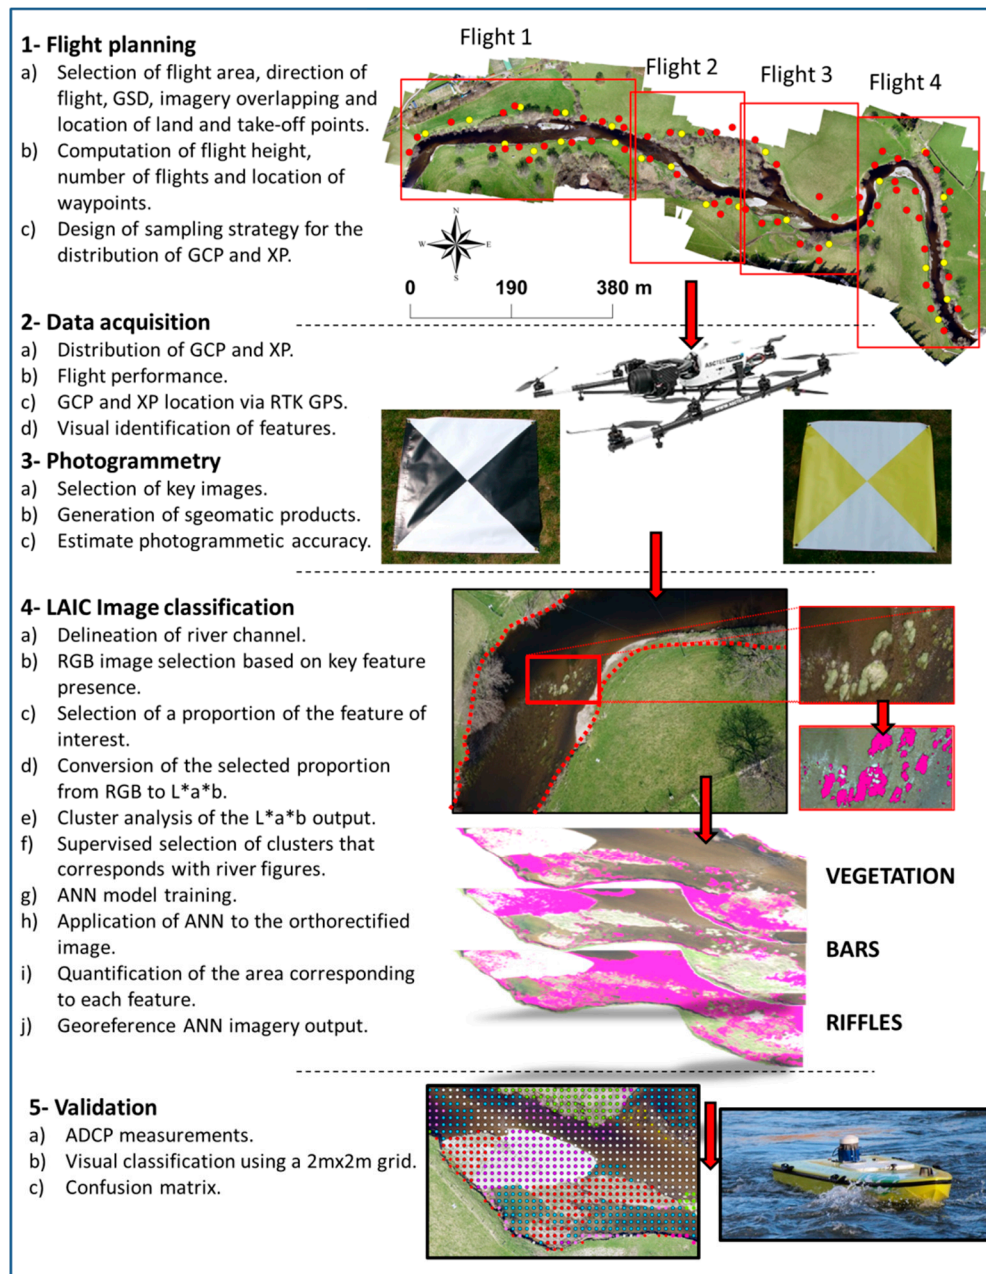 1- Flight planning
a) Selection of flight area, direction of
flight, GSD, imagery overlapping and
location of land and take-off points.
b) Computation of flight height,
number of flights and location of
waypoints.
c) Design of sampling strategy for the
distribution of GCP and XP.
Flight 1
Flight 2
Flight 3
Flight 4
N
W E
S
0 190 380 m
2- Data acquisition
a) Distribution of GCP and XP.
b) Flight performance.
c) GCP and XP location via RTK GPS.
d) Visual identification of features.
3- Photogrammetry
a) Selection of key images.
b) Generation of sgeomatic products.
c) Estimate photogrammetic accuracy.
4- LAIC Image classification
a) Delineation of river channel.
b) RGB image selection based on key feature
presence.
c) Selection of a proportion of the feature of
interest.
d) Conversion of the selected proportion
from RGB to L*a*b.
e) Cluster analysis of the L*a*b output.
f) Supervised selection of clusters that
corresponds with river figures.
g) ANN model training.
h) Application of ANN to the orthorectified
image.
i) Quantification of the area corresponding
to each feature.
j) Georeference ANN imagery output.
VEGETATION
BARS
RIFFLES
5- Validation
a) ADCP measurements.
b) Visual classification using a 2mx2m grid.
c) Confusion matrix.